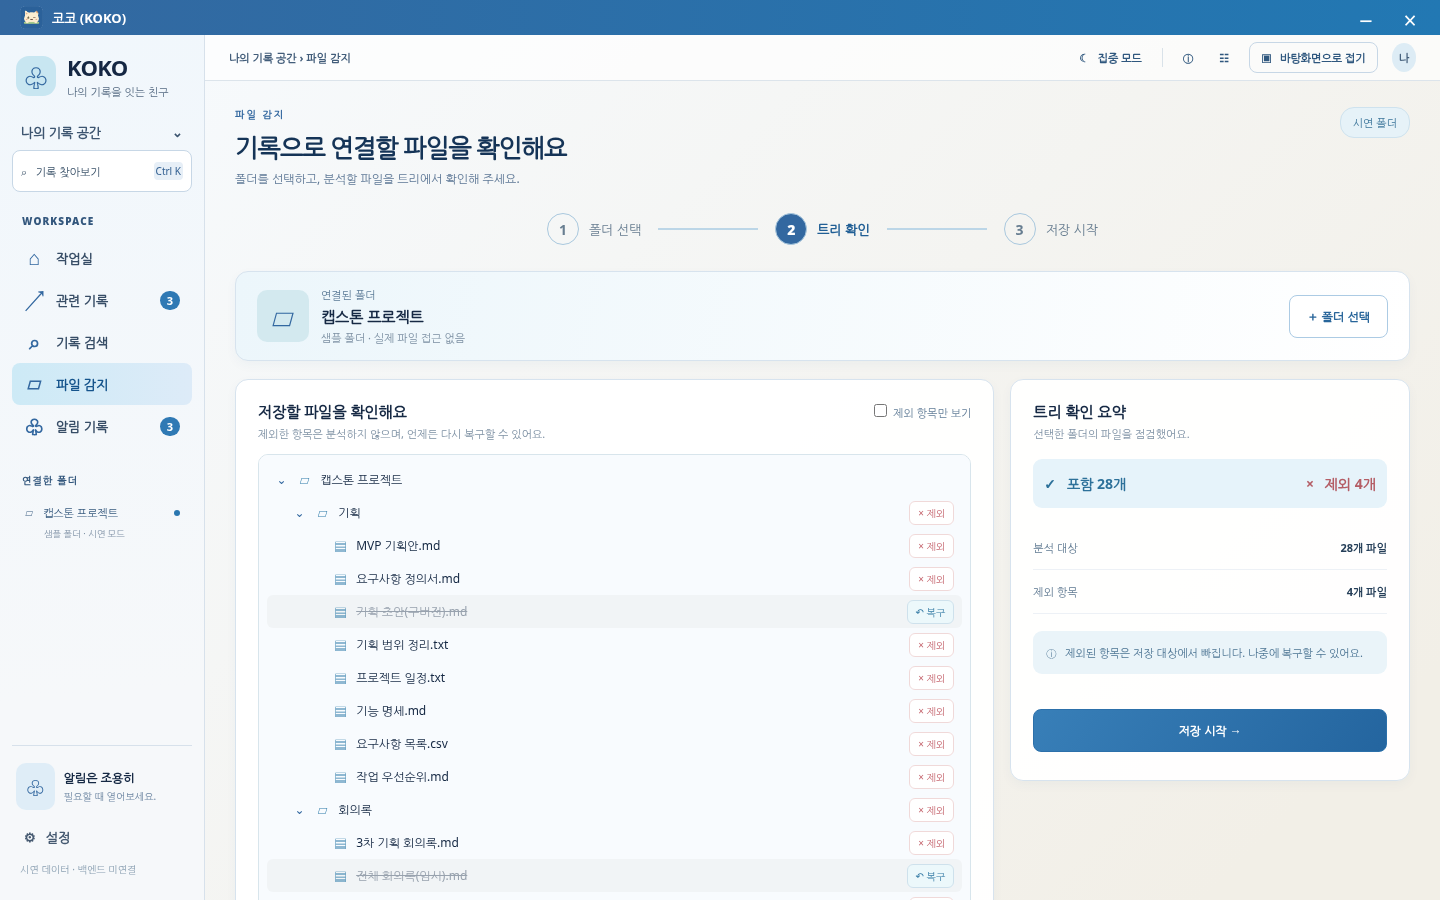 코코 (KOKO)
KOKO
나의 기록을 잇는 친구
나의 기록 공간
기록 찾아보기 Ctrl K
WORKSPACE
작업실
관련 기록 3
기록 검색
파일 감지
알림 기록 3
연결한 폴더
캡스톤 프로젝트
샘플 폴더 · 시연 모드
알림은 조용히
필요할 때 열어보세요.
설정
시연 데이터 · 백엔드 미연결
나의 기록 공간 › 파일 감지
집중 모드
바탕화면으로 접기
나
파일 감지
기록으로 연결할 파일을 확인해요
폴더를 선택하고, 분석할 파일을 트리에서 확인해 주세요.
시연 폴더
1 폴더 선택
2 트리 확인
3 저장 시작
연결된 폴더
캡스톤 프로젝트
샘플 폴더 · 실제 파일 접근 없음
+ 폴더 선택
저장할 파일을 확인해요
제외한 항목은 분석하지 않으며, 언제든 다시 복구할 수 있어요.
제외 항목만 보기
캡스톤 프로젝트
기획 × 제외
MVP 기획안.md × 제외
요구사항 정의서.md × 제외
기획 초안(구버전).md ↶ 복구
기획 범위 정리.txt × 제외
프로젝트 일정.txt × 제외
기능 명세.md × 제외
요구사항 목록.csv × 제외
작업 우선순위.md × 제외
회의록 × 제외
3차 기획 회의록.md × 제외
전체 회의록(임시).md ↶ 복구
트리 확인 요약
선택한 폴더의 파일을 점검했어요.
✓ 포함 28개 × 제외 4개
분석 대상 28개 파일
제외 항목 4개 파일
제외된 항목은 저장 대상에서 빠집니다. 나중에 복구할 수 있어요.
저장 시작 →